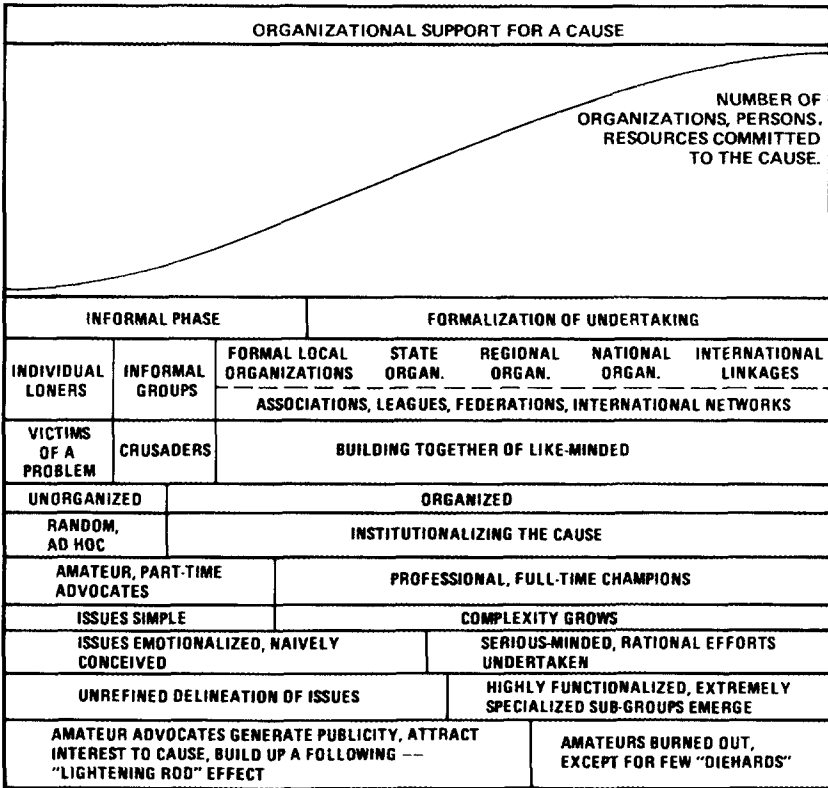 ORGANIZATIONAL SUPPORT FOR A CAUSE
NUMBER OF
ORGANIZATIONS, PERSONS,
RESOURCES COMMITTED
TO THE CAUSE.
INFORMAL PHASE
FORMALIZATION OF UNDERTAKING
INDIVIDUAL
LONERS
INFORMAL
GROUPS
FORMAL LOCAL
ORGANIZATIONS
STATE
ORGAN.
REGIONAL
ORGAN.
NATIONAL
ORGAN.
INTERNATIONAL
LINKAGES
ASSOCIATIONS, LEAGUES, FEDERATIONS, INTERNATIONAL NETWORKS
VICTIMS
OF A
PROBLEM
CRUSADERS
BUILDING TOGETHER OF LIKE-MINDED
UNORGANIZED
ORGANIZED
RANDOM,
AD HOC
INSTITUTIONALIZING THE CAUSE
AMATEUR, PART-TIME
ADVOCATES
PROFESSIONAL, FULL-TIME CHAMPIONS
ISSUES SIMPLE
COMPLEXITY GROWS
ISSUES EMOTIONALIZED, NAIVELY
CONCEIVED
SERIOUS-MINDED, RATIONAL EFFORTS
UNDERTAKEN
UNREFINED DELINEATION OF ISSUES
HIGHLY FUNCTIONALIZED, EXTREMELY
SPECIALIZED SUB-GROUPS EMERGE
AMATEUR ADVOCATES GENERATE PUBLICITY, ATTRACT
INTEREST TO CAUSE, BUILD UP A FOLLOWING --
"LIGHTENING ROD" EFFECT
AMATEURS BURNED OUT,
EXCEPT FOR FEW "DIEHARDS"